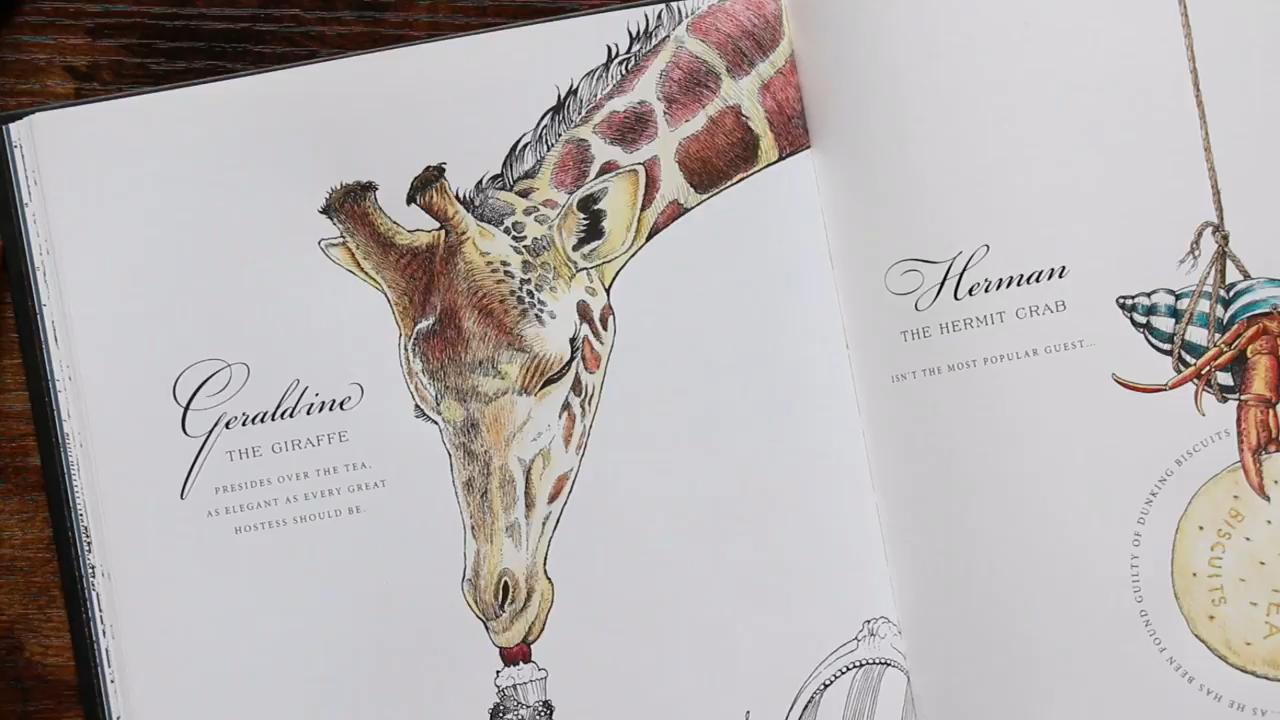 Geraldine
THE GIRAFFE
PRESIDES OVER THE TEA,
AS ELEGANT AS EVERY GREAT
HOSTESS SHOULD BE.
Herman
THE HERMIT CRAB
ISN'T THE MOST POPULAR GUEST...
...AS HE HAS BEEN FOUND GUILTY OF DUNKING BISCUITS
TEA
BISCUITS